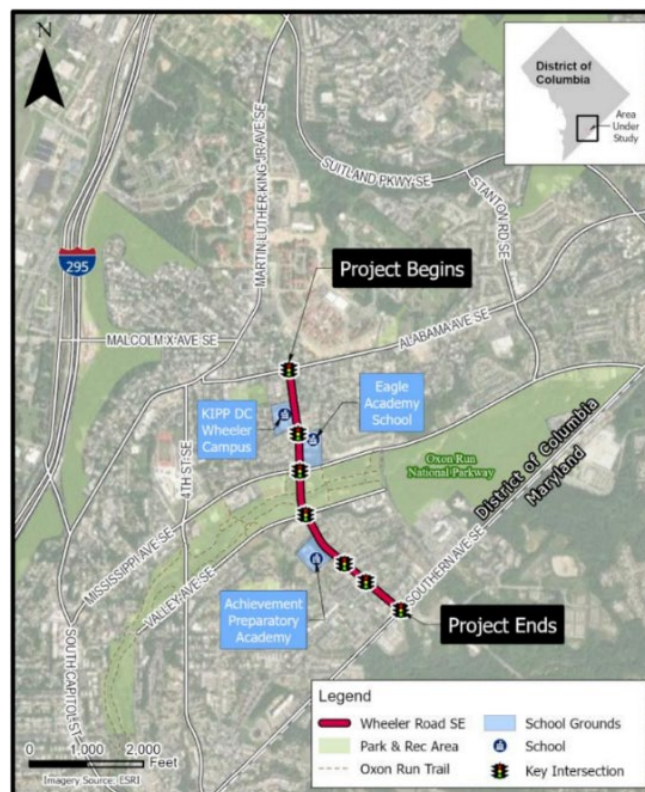 N
District of
Columbia
Area
Under
Study
MARTIN LUTHER KING JR AVE SE
SUITLAND PKWY SE
STANTON RD SE
295
Project Begins
MALCOLM X AVE SE
ALABAMA AVE SE
KIPP DC
Wheeler
Campus
Eagle
Academy
School
4TH ST SE
Oxon Run
National Parkway
District of Columbia
Maryland
MISSISSIPPI AVE SE
VALLEY AVE SE
SOUTHERN AVE SE
Achievement
Preparatory
Academy
Project Ends
SOUTH CAPITOL ST
Legend
Wheeler Road SE
School Grounds
Park & Rec Area
School
Oxon Run Trail
Key Intersection
0 1,000 2,000
Feet
Imagery Source: ESRI